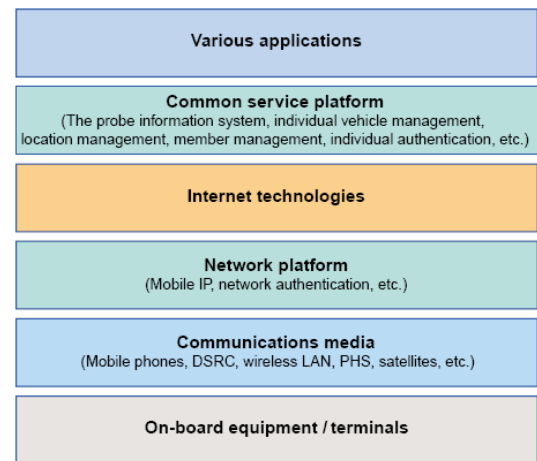 Various applications
Common service platform
(The probe information system, individual vehicle management,
location management, member management, individual authentication, etc.)
Internet technologies
Network platform
(Mobile IP, network authentication, etc.)
Communications media
(Mobile phones, DSRC, wireless LAN, PHS, satellites, etc.)
On-board equipment / terminals